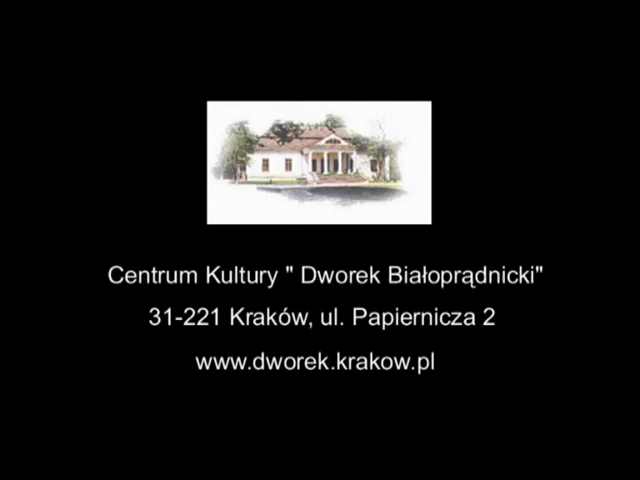 Centrum Kultury " Dworek Białoprądnicki"
31-221 Kraków, ul. Papiernicza 2
www.dworek.krakow.pl